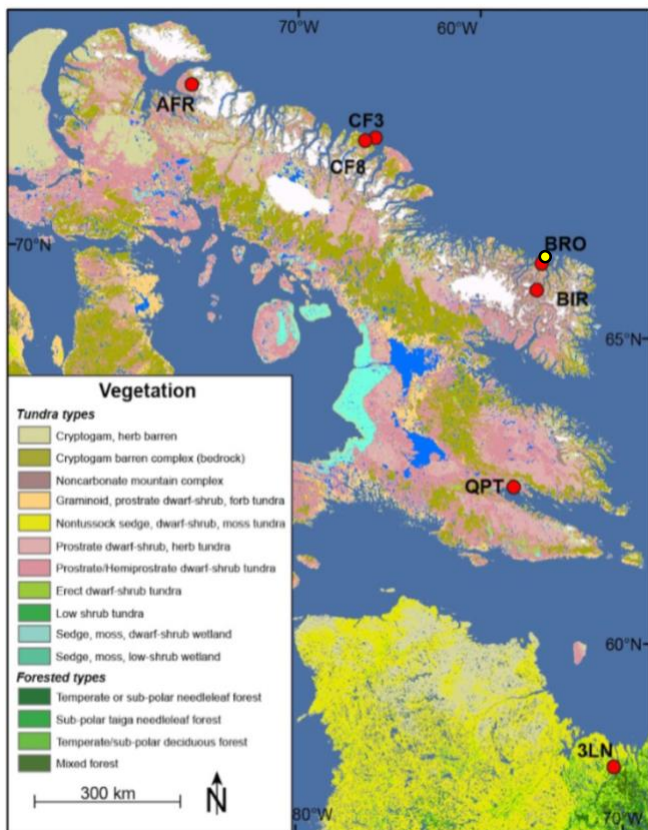 70°W
60°W
AFR
CF3
CF8
70°N
BRO
BIR
65°N
Vegetation
Tundra types
Cryptogam, herb barren
Cryptogam barren complex (bedrock)
Noncarbonate mountain complex
Graminoid, prostrate dwarf-shrub, forb tundra
Nontussock sedge, dwarf-shrub, moss tundra
QPT
Prostrate dwarf-shrub, herb tundra
Prostrate/Hemiprostrate dwarf-shrub tundra
Erect dwarf-shrub tundra
Low shrub tundra
Sedge, moss, dwarf-shrub wetland
60°N
Sedge, moss, low-shrub wetland
Forested types
Temperate or sub-polar needleleaf forest
Sub-polar taiga needleleaf forest
Temperate/sub-polar deciduous forest
3LN
Mixed forest
300 km
N
80°W
70°W